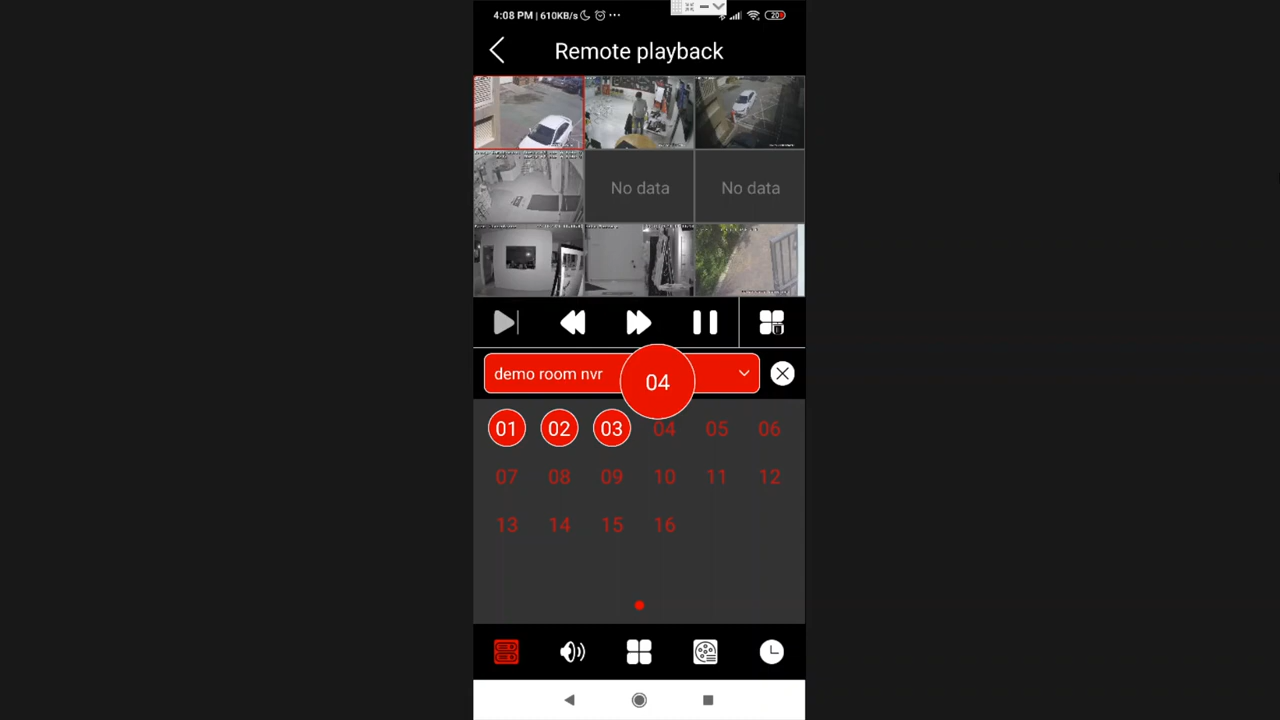 4:08 PM | 610KB/s ... 20
Remote playback
No data No data
demo room nvr 04
01 02 03 04 05 06
07 08 09 10 11 12
13 14 15 16